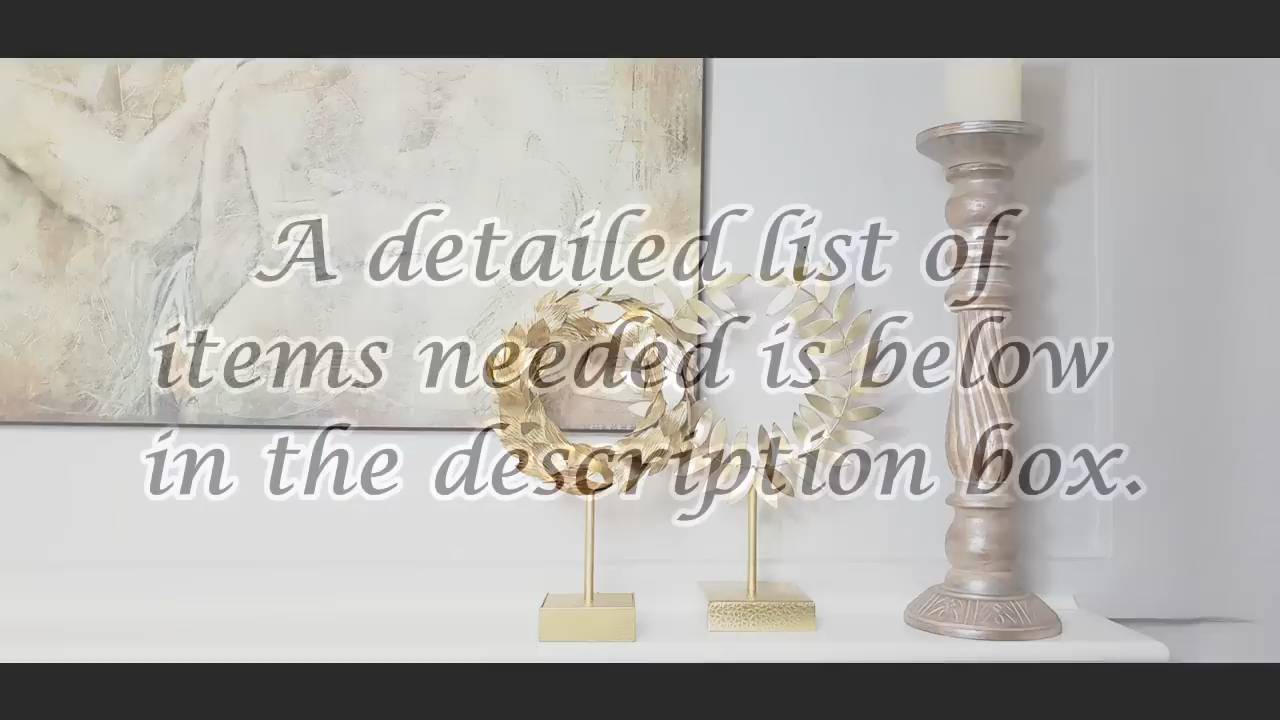 A detailed list of
items needed is below
in the description box.